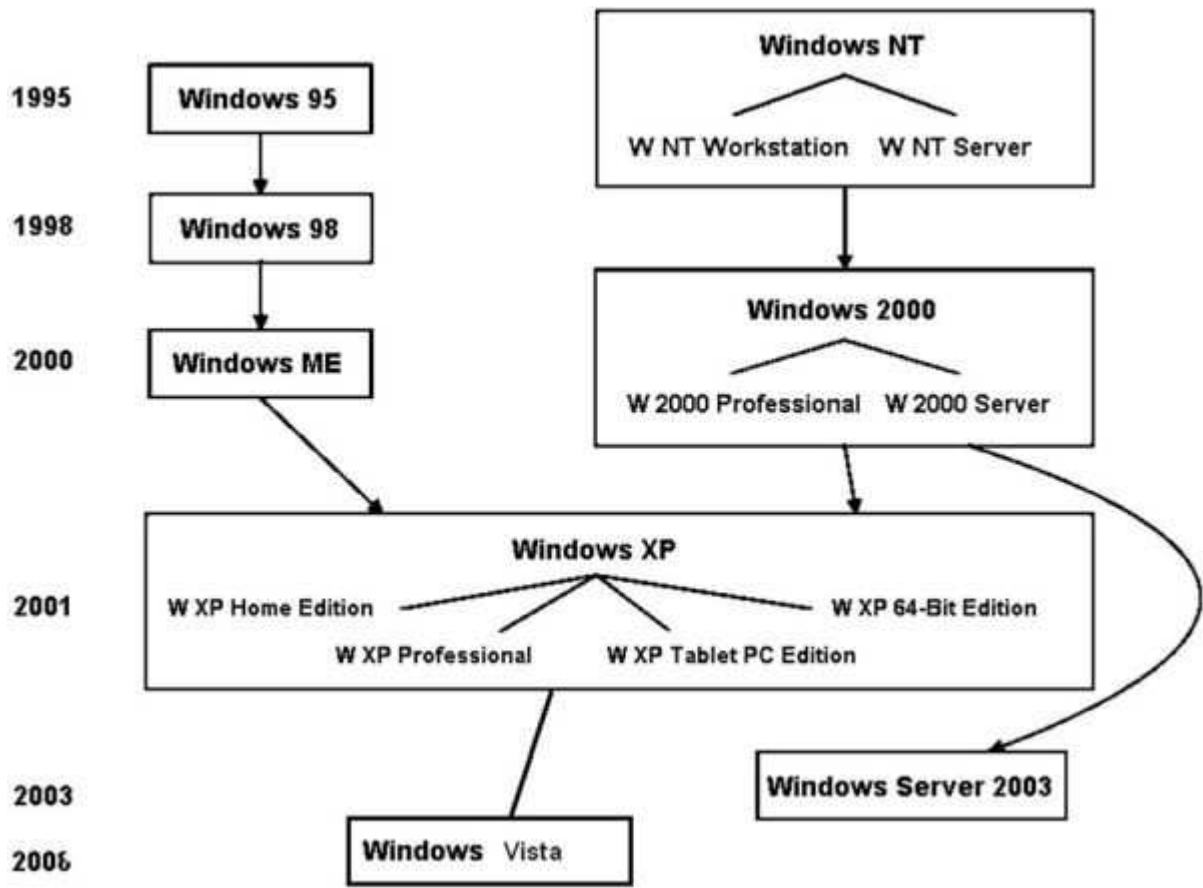 Windows NT
1995
Windows 95
W NT Workstation
W NT Server
1998
Windows 98
Windows 2000
2000
Windows ME
W 2000 Professional
W 2000 Server
Windows XP
2001
W XP Home Edition
W XP 64-Bit Edition
W XP Professional
W XP Tablet PC Edition
Windows Server 2003
2003
Windows Vista